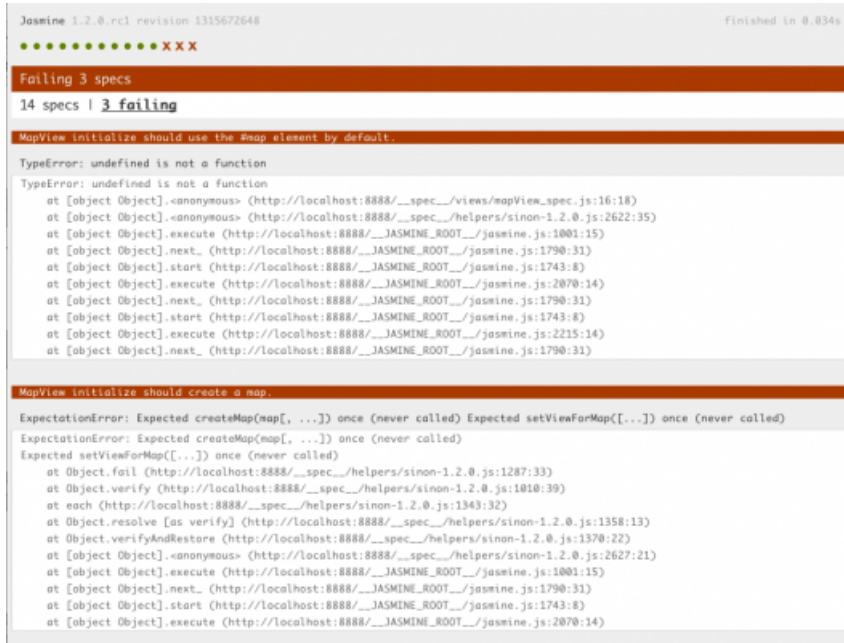 Jasmine 1.2.0.rc1 revision 1315672648
finished in 0.034s
XXX
Failing 3 specs
14 specs | 3 failing
MapView initialize should use the #map element by default.
TypeError: undefined is not a function
TypeError: undefined is not a function
at [object Object].<anonymous> (http://localhost:8888/__spec__/views/mapView_spec.js:16:18)
at [object Object].<anonymous> (http://localhost:8888/__spec__/helpers/sinon-1.2.0.js:2622:35)
at [object Object].execute (http://localhost:8888/__JASMINE_ROOT__/jasmine.js:1001:15)
at [object Object].next_ (http://localhost:8888/__JASMINE_ROOT__/jasmine.js:1790:31)
at [object Object].start (http://localhost:8888/__JASMINE_ROOT__/jasmine.js:1743:8)
at [object Object].execute (http://localhost:8888/__JASMINE_ROOT__/jasmine.js:2070:14)
at [object Object].next_ (http://localhost:8888/__JASMINE_ROOT__/jasmine.js:1790:31)
at [object Object].start (http://localhost:8888/__JASMINE_ROOT__/jasmine.js:1743:8)
at [object Object].execute (http://localhost:8888/__JASMINE_ROOT__/jasmine.js:2215:14)
at [object Object].next_ (http://localhost:8888/__JASMINE_ROOT__/jasmine.js:1790:31)
MapView initialize should create a map.
ExpectationError: Expected createMap(map[, ...]) once (never called) Expected setViewForMap([...]) once (never called)
ExpectationError: Expected createMap(map[, ...]) once (never called)
Expected setViewForMap([...]) once (never called)
at Object.fail (http://localhost:8888/__spec__/helpers/sinon-1.2.0.js:1287:33)
at Object.verify (http://localhost:8888/__spec__/helpers/sinon-1.2.0.js:1010:39)
at each (http://localhost:8888/__spec__/helpers/sinon-1.2.0.js:1343:32)
at Object.resolve [as verify] (http://localhost:8888/__spec__/helpers/sinon-1.2.0.js:1358:13)
at Object.verifyAndRestore (http://localhost:8888/__spec__/helpers/sinon-1.2.0.js:1370:22)
at [object Object].<anonymous> (http://localhost:8888/__spec__/helpers/sinon-1.2.0.js:2627:21)
at [object Object].execute (http://localhost:8888/__JASMINE_ROOT__/jasmine.js:1001:15)
at [object Object].next_ (http://localhost:8888/__JASMINE_ROOT__/jasmine.js:1790:31)
at [object Object].start (http://localhost:8888/__JASMINE_ROOT__/jasmine.js:1743:8)
at [object Object].execute (http://localhost:8888/__JASMINE_ROOT__/jasmine.js:2070:14)